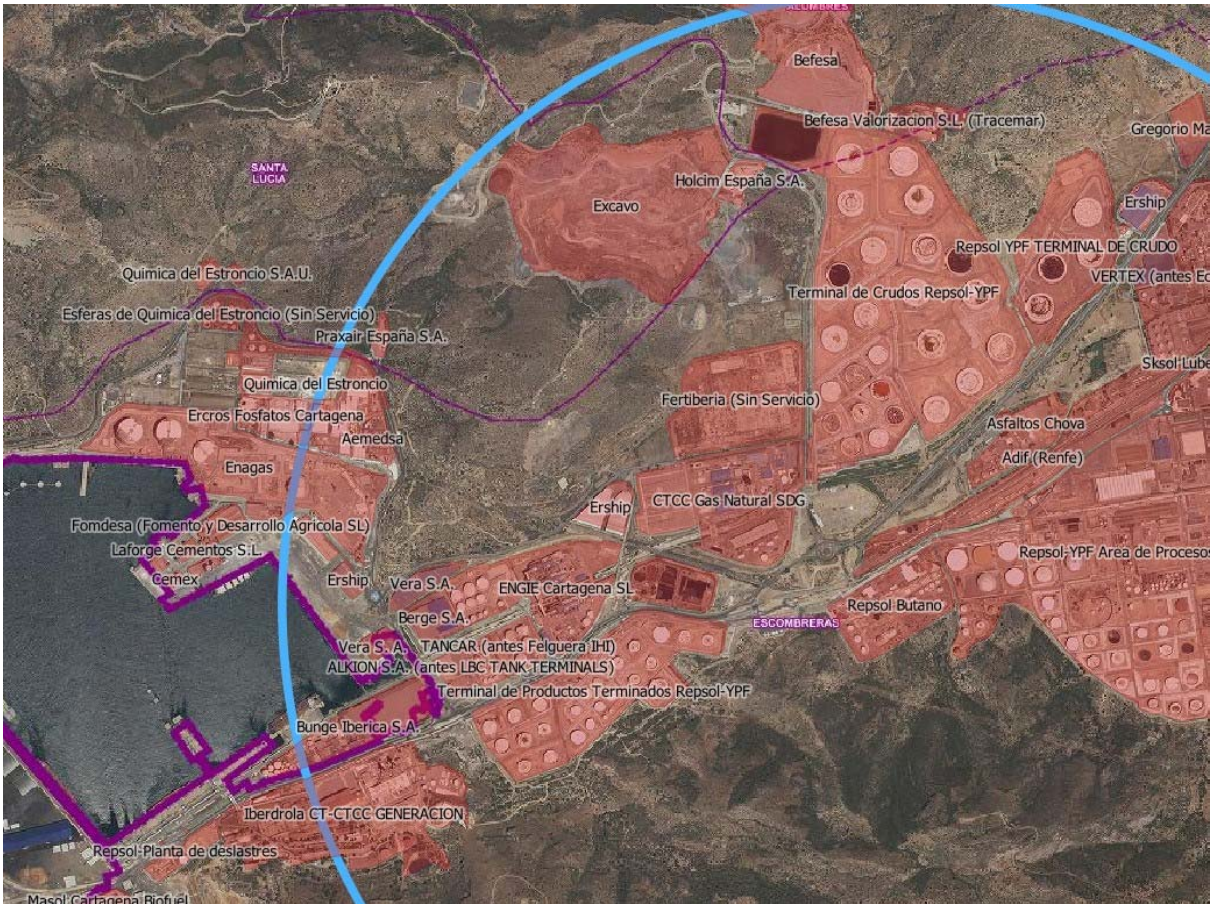 ALUMBRES
Befesa
Befesa Valorizacion S.L. (Tracemar)
Gregorio Ma
SANTA
LUCIA
Holcim España S.A.
Excavo
Ership
Repsol YPF TERMINAL DE CRUDO
Quimica del Estroncio S.A.U.
VERTEX (antes Ec
Terminal de Crudos Repsol-YPF
Esferas de Quimica del Estroncio (Sin Servicio)
Praxair España S.A.
Sksol Lube
Quimica del Estroncio
Fertiberia (Sin Servicio)
Ercros Fosfatos Cartagena
Asfaltos Chova
Aemedsa
Adif (Renfe)
Enagas
CTCC Gas Natural SDG
Ership
Fomdesa (Fomento y Desarrollo Agrícola SL)
Laforge Cementos S.L.
Repsol-YPF Area de Procesos
Cemex
Ership
Vera S.A.
ENGIE Cartagena SL
Repsol Butano
Berge S.A.
ESCOMBRERAS
Vera S. A.
TANCAR (antes Felguera IHI)
ALKION S.A. (antes LBC TANK TERMINALS)
Terminal de Productos Terminados Repsol-YPF
Bunge Iberica S.A.
Iberdrola CT-CTCC GENERACION
Repsol-Planta de deslastres
Masol Cartagena Biofuel